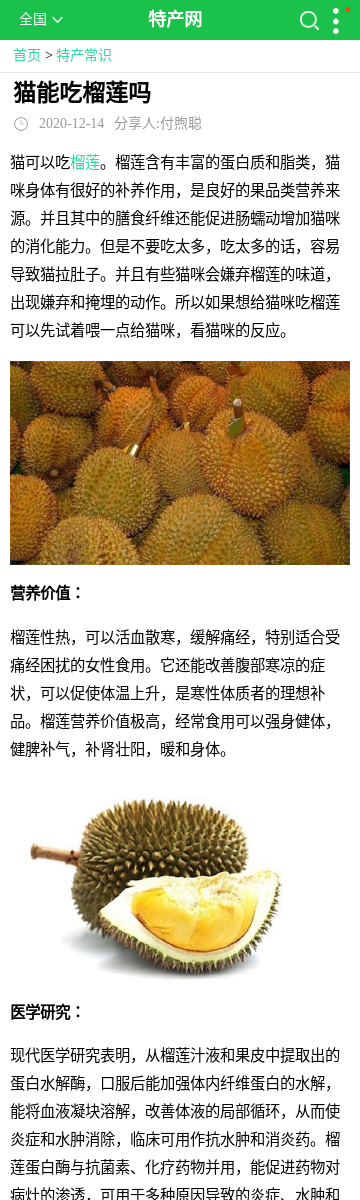 全国
特产网
首页 > 特产常识
猫能吃榴莲吗
2020-12-14 分享人:付煦聪
猫可以吃榴莲。榴莲含有丰富的蛋白质和脂类，猫
咪身体有很好的补养作用，是良好的果品类营养来
源。并且其中的膳食纤维还能促进肠蠕动增加猫咪
的消化能力。但是不要吃太多，吃太多的话，容易
导致猫拉肚子。并且有些猫咪会嫌弃榴莲的味道，
出现嫌弃和掩埋的动作。所以如果想给猫咪吃榴莲
可以先试着喂一点给猫咪，看猫咪的反应。
营养价值：
榴莲性热，可以活血散寒，缓解痛经，特别适合受
痛经困扰的女性食用。它还能改善腹部寒凉的症
状，可以促使体温上升，是寒性体质者的理想补
品。榴莲营养价值极高，经常食用可以强身健体，
健脾补气，补肾壮阳，暖和身体。
医学研究：
现代医学研究表明，从榴莲汁液和果皮中提取出的
蛋白水解酶，口服后能加强体内纤维蛋白的水解，
能将血液凝块溶解，改善体液的局部循环，从而使
炎症和水肿消除，临床可用作抗水肿和消炎药。榴
莲蛋白酶与抗菌素、化疗药物并用，能促进药物对
病灶的渗透，可用于多种原因导致的炎症、水肿和